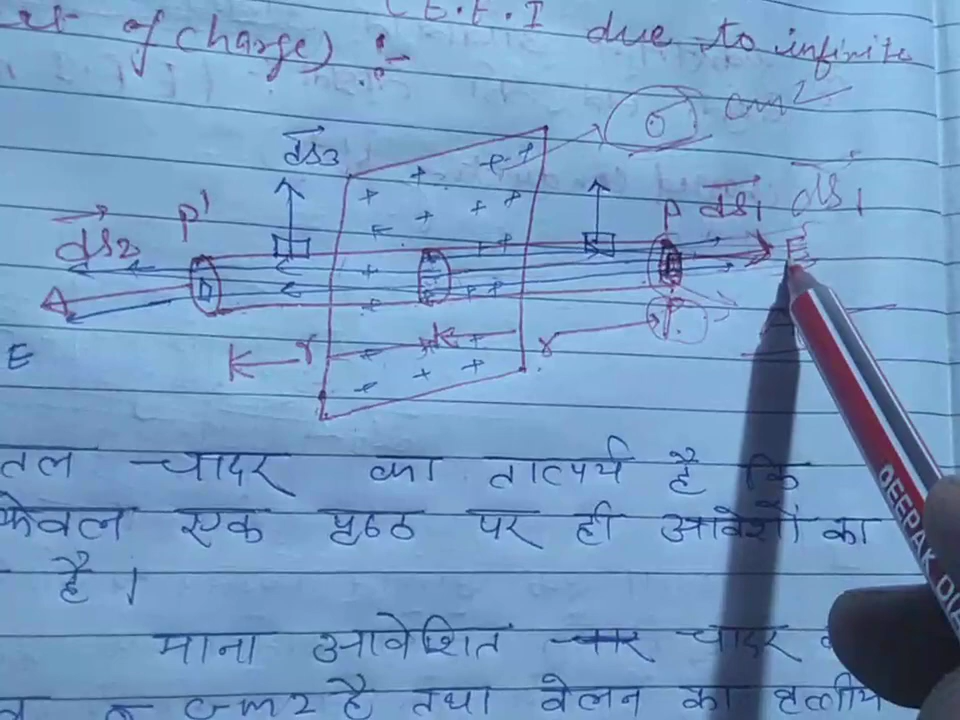 (E.F.I due to infinite
of charge) :-
σ cm²
ds3
P' P ds1 ds1
ds2
r r
E
तल चादर का तात्पर्य है कि
केवल एक पृष्ठ पर ही आवेशों का
है।
माना आवेशित चादर
σ c-m2 है तथा बेलन का
DEEPAK